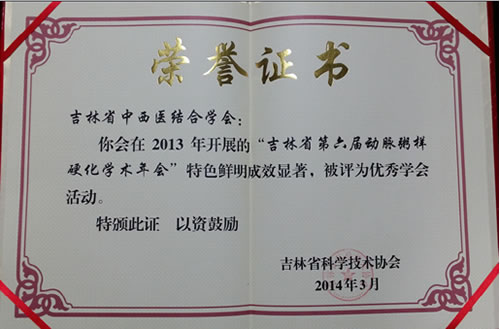 荣誉证书
吉林省中西医结合学会：
你会在 2013 年开展的“吉林省第六届动脉粥样
硬化学术年会”特色鲜明成效显著，被评为优秀学会
活动。
特颁此证 以资鼓励
吉林省科学技术协会
2014年3月